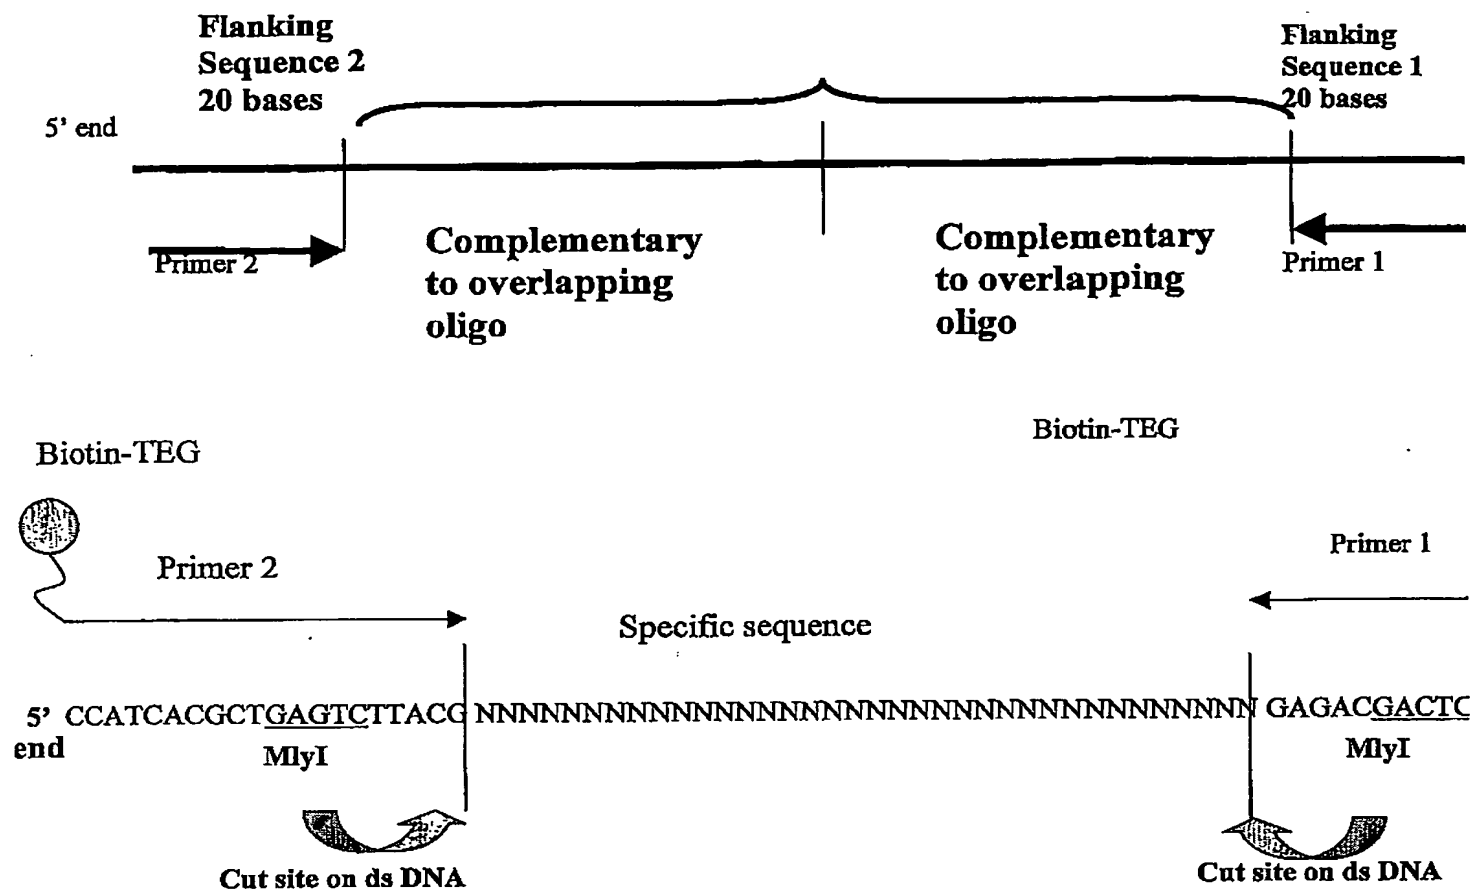 Flanking
Sequence 2
20 bases
Flanking
Sequence 1
20 bases
5' end
Primer 2
Complementary
to overlapping
oligo
Complementary
to overlapping
oligo
Primer 1
Biotin-TEG
Biotin-TEG
Primer 2
Primer 1
Specific sequence
5' CCATCACGCTGAGTCTTACG NNNNNNNNNNNNNNNNNNNNNNNNNNNNNNNNNNNN GAGACGACTC
end
MlyI
MlyI
Cut site on ds DNA
Cut site on ds DNA